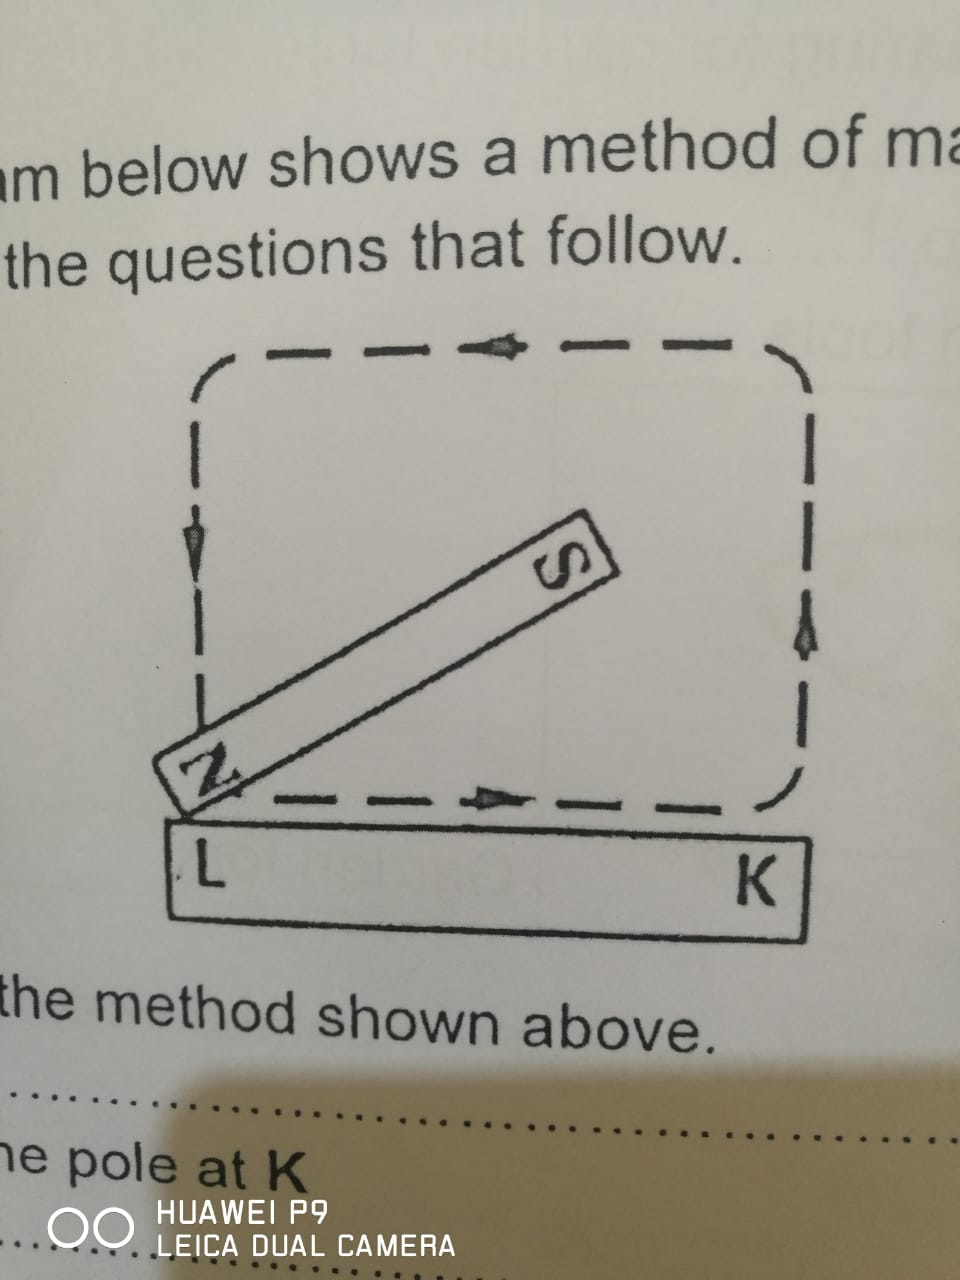 below shows a method of
the questions that follow.
S
N
L
K
the method shown above.
pole at K
HUAWEI P9
LEICA DUAL CAMERA